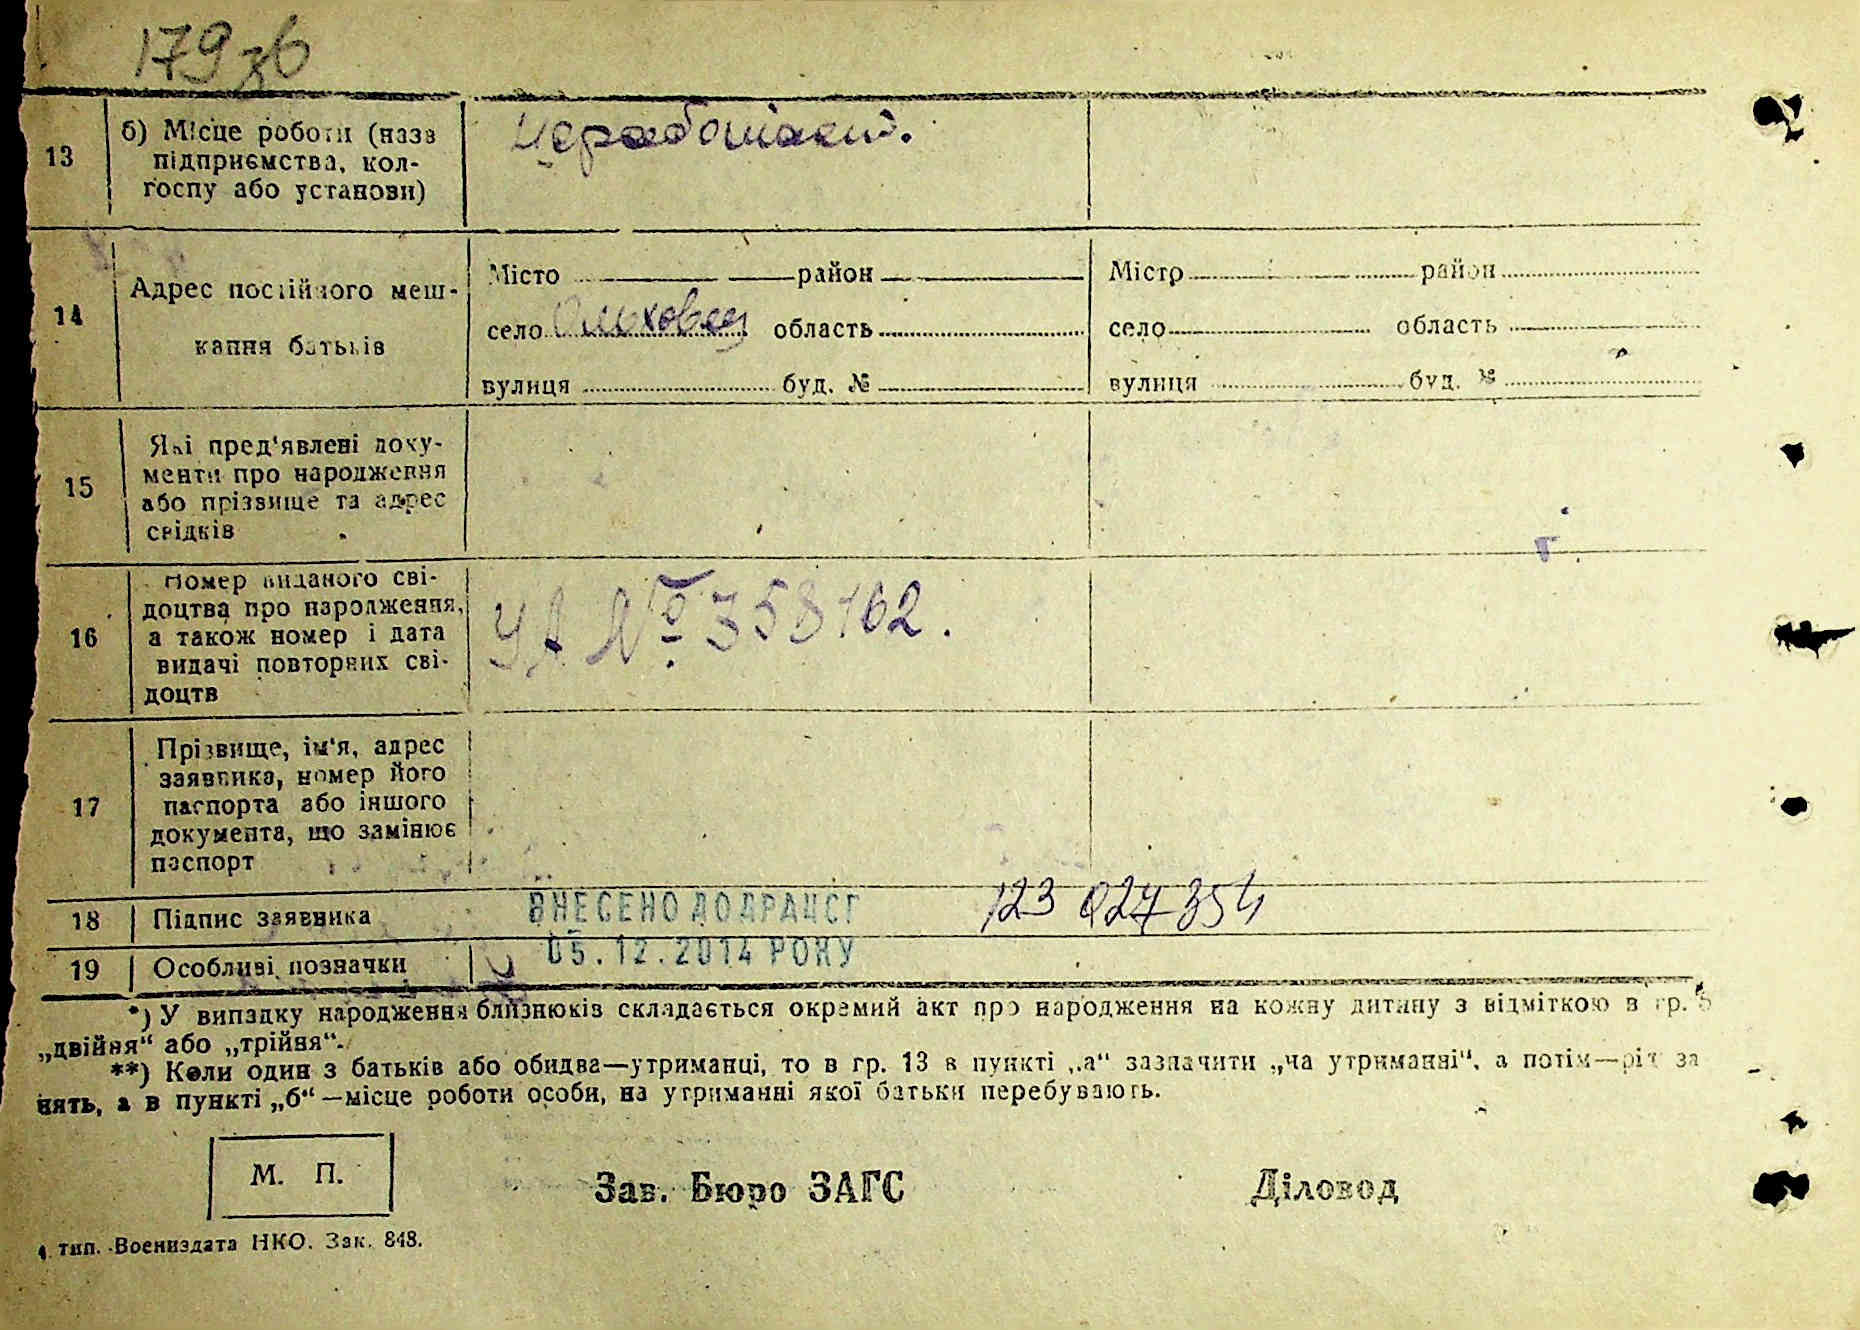 179 зв
13
б) Місце роботи (назв
підприємства, кол-
госпу або установи)
неработает.
14
Адрес постійного меш-
кання батьків
Місто район
село Ольховец область
вулиця буд. №
Місто район
село область
вулиця буд. №
15
Які пред'явлені доку-
менти про народження
або прізвище та адрес
свідків
16
Номер виданого сві-
доцтва про народження,
а також номер і дата
видачі повторних сві-
доцтв
УА № 358162.
17
Прізвище, ім'я, адрес
заявника, номер його
паспорта або іншого
документа, що замінює
паспорт
18 Підпис заявника
ВНЕСЕНО ДО ДРАЦСГ
123 027 354
19 Особливі позначки
05.12.2014 РОКУ
*) У випадку народження близнюків складається окремий акт про народження на кожну дитину з відміткою в гр. 5
„двійня“ або „трійня“.
**) Коли один з батьків або обидва—утриманці, то в гр. 13 в пункті „а“ зазначити „на утриманні“, а потім—рід за
нять, а в пункті „б“—місце роботи особи, на утриманні якої батьки перебувають.
М. П.
Зав. Бюро ЗАГС
Діловод
тип. Воениздата НКО. Зак. 848.